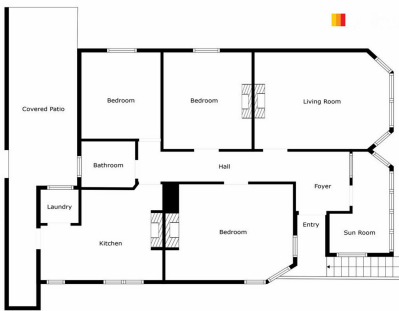 Covered Patio
Bedroom
Bedroom
Living Room
Bathroom
Hall
Foyer
Laundry
Kitchen
Bedroom
Entry
Sun Room